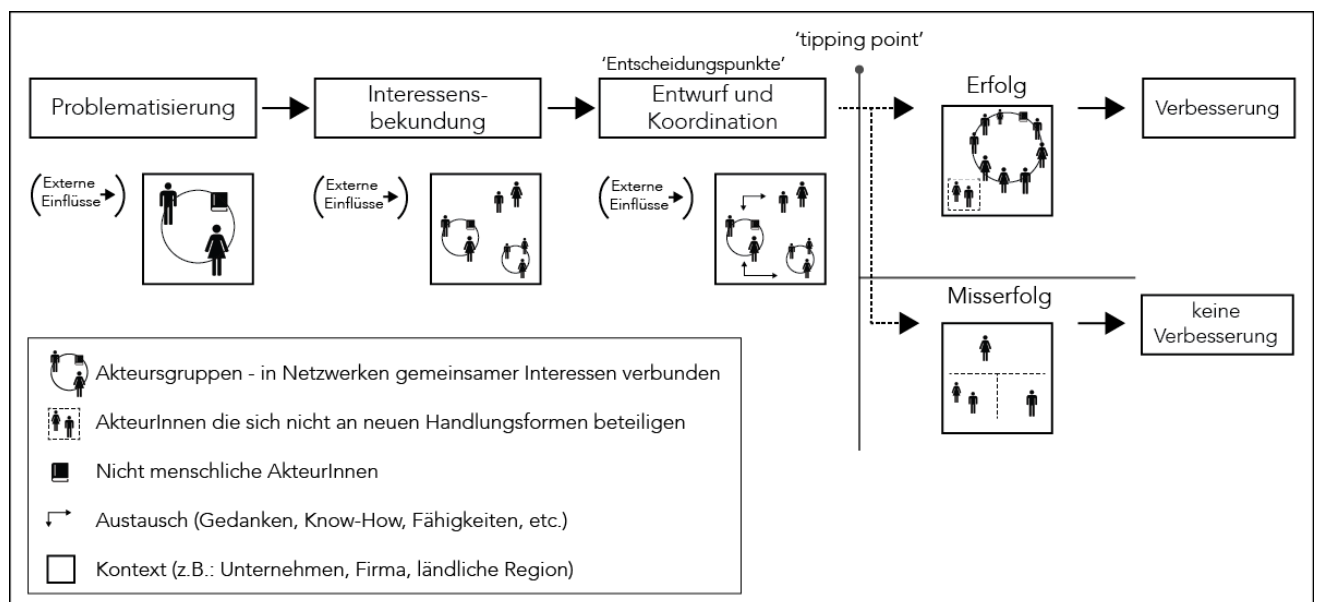 'tipping point'
'Entscheidungspunkte'
Problematisierung
Interessens-
bekundung
Entwurf und
Koordination
Erfolg
Verbesserung
(Externe
Einflüsse)
(Externe
Einflüsse)
(Externe
Einflüsse)
Misserfolg
keine
Verbesserung
Akteursgruppen - in Netzwerken gemeinsamer Interessen verbunden
AkteurInnen die sich nicht an neuen Handlungsformen beteiligen
Nicht menschliche AkteurInnen
Austausch (Gedanken, Know-How, Fähigkeiten, etc.)
Kontext (z.B.: Unternehmen, Firma, ländliche Region)